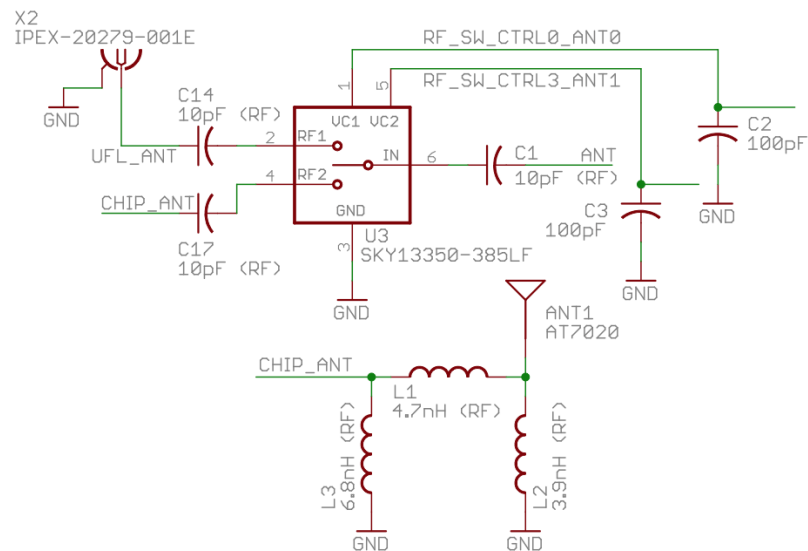 X2
IPEX-20279-001E
GND
C14
10pF (RF)
UFL_ANT
CHIP_ANT
C17
10pF (RF)
RF_SW_CTRL0_ANT0
RF_SW_CTRL3_ANT1
1
5
VC1
VC2
2
RF1
4
RF2
IN
6
GND
3
U3
SKY13350-385LF
GND
C1
10pF (RF)
ANT
C2
100pF
GND
C3
100pF
GND
ANT1
AT7020
CHIP_ANT
L1
4.7nH (RF)
L3
6.8nH (RF)
GND
L2
3.9nH (RF)
GND